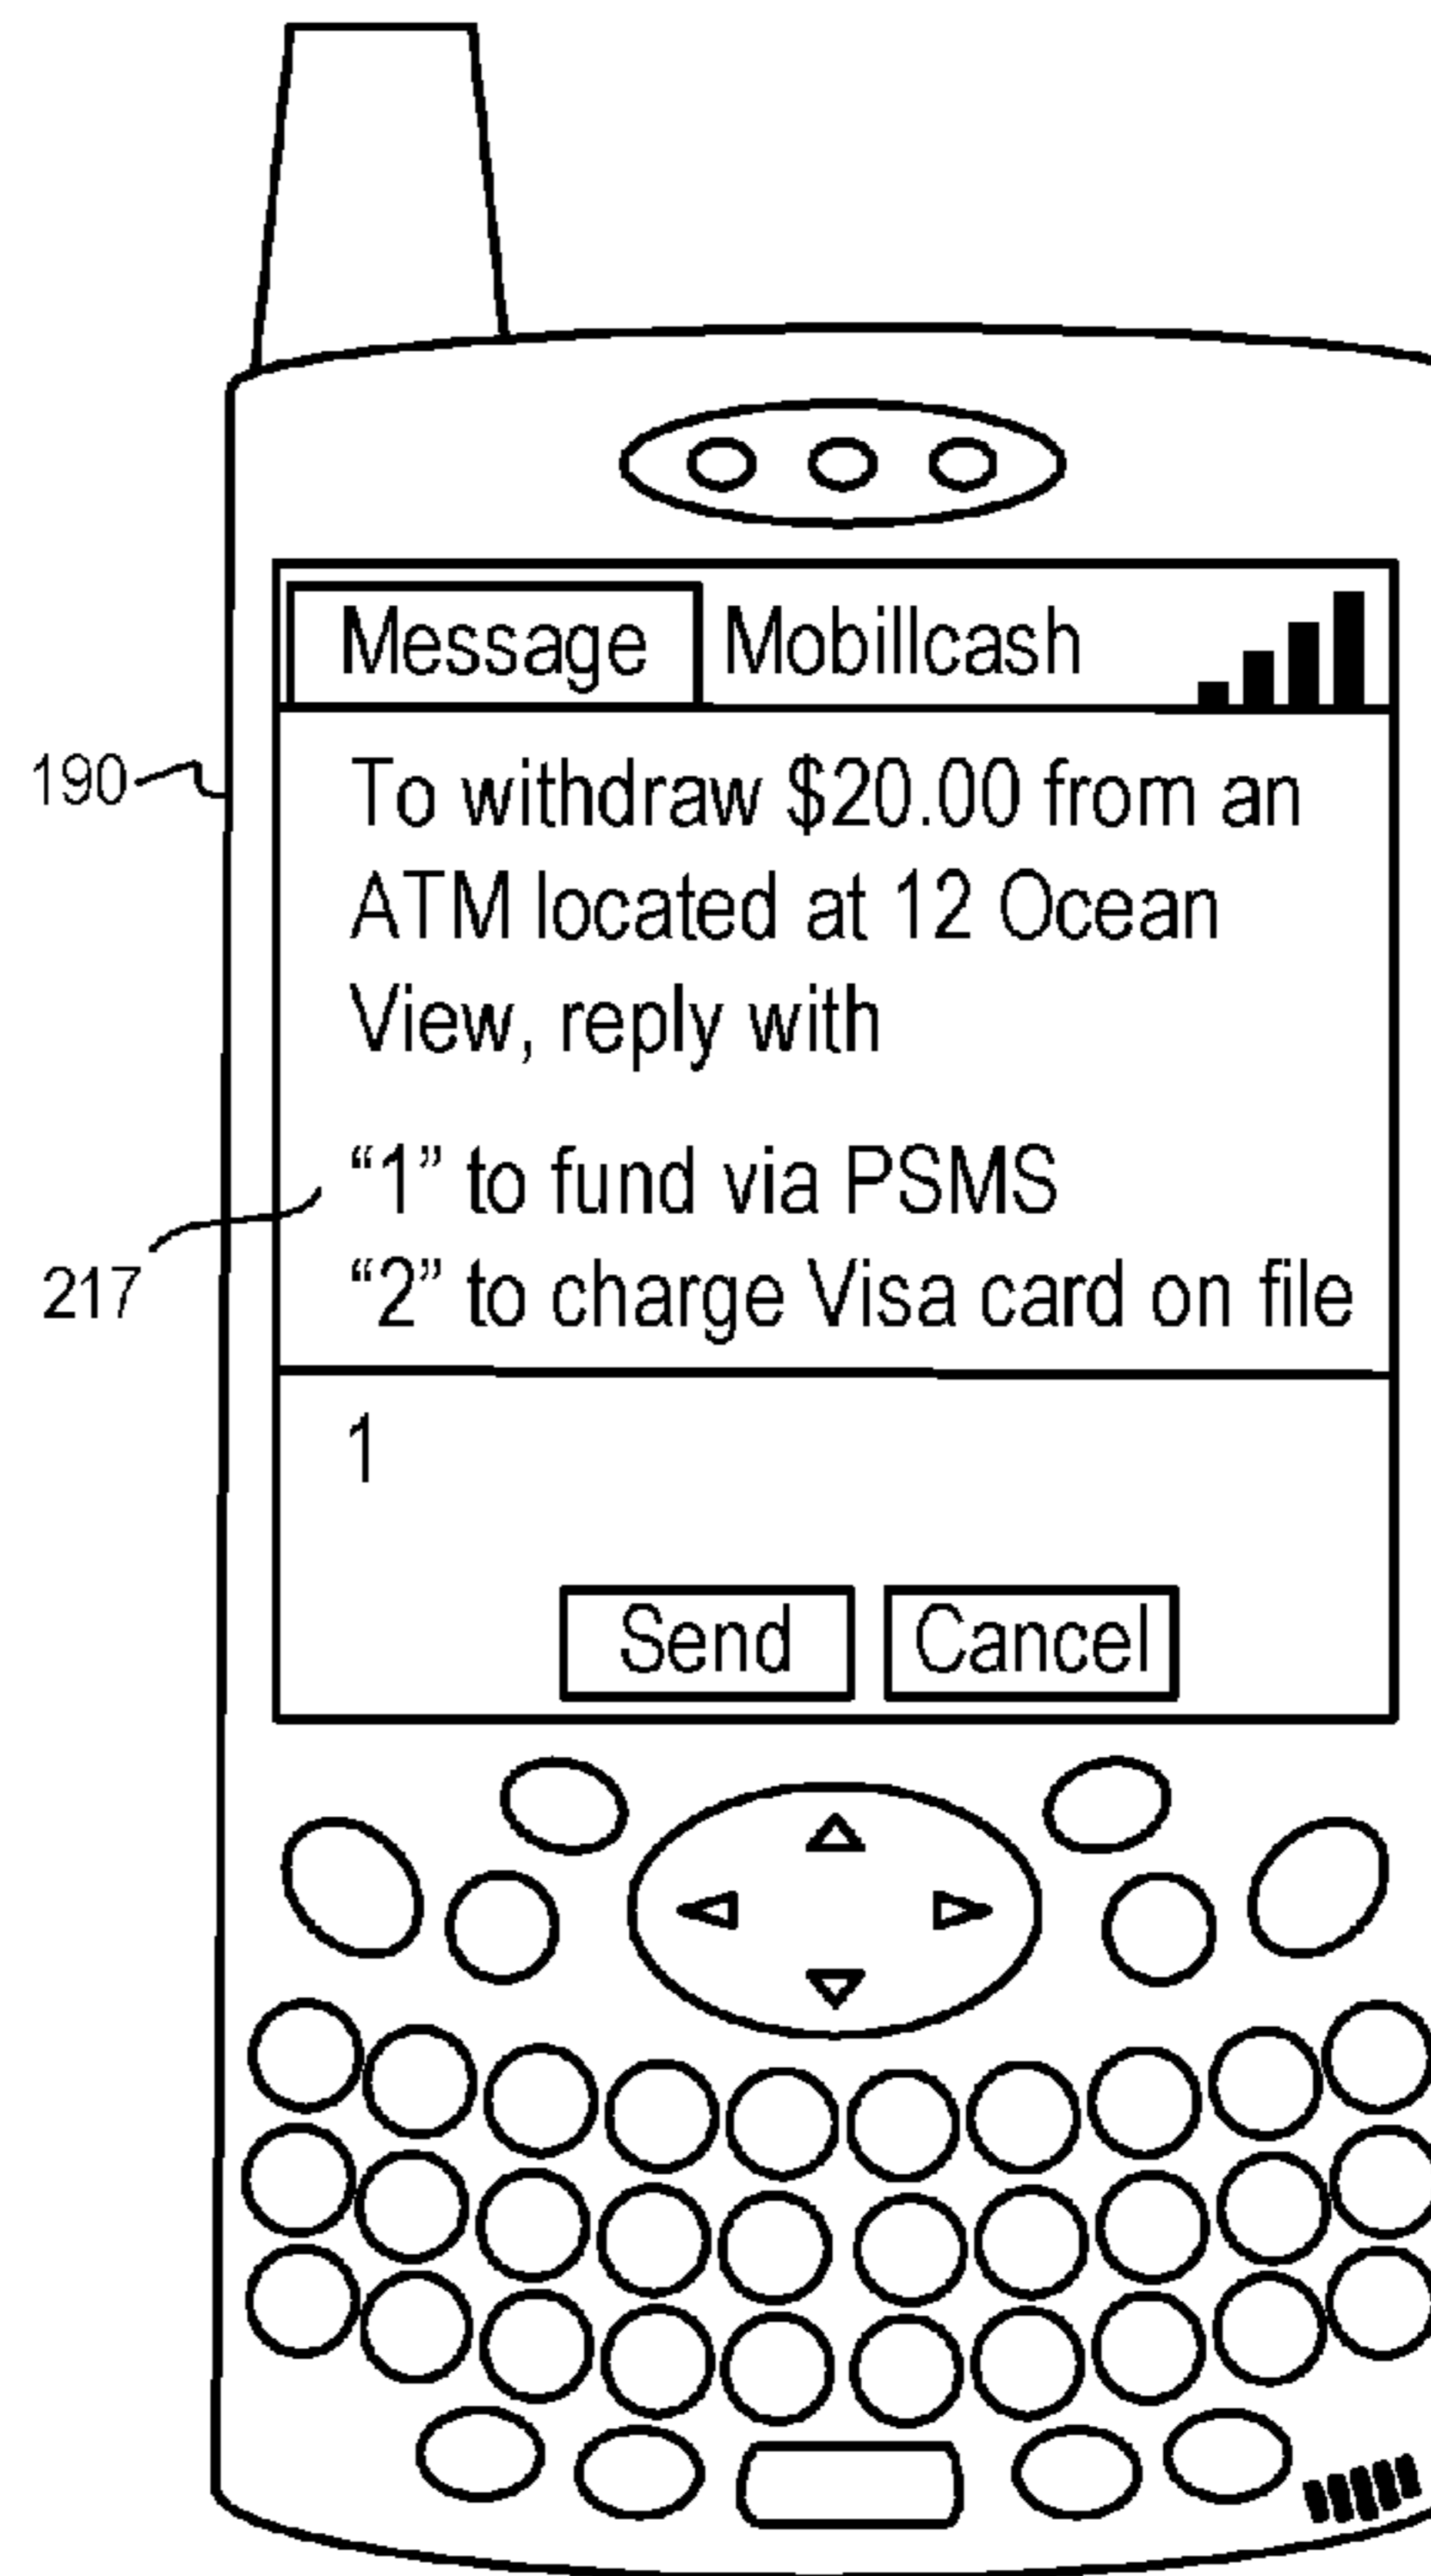 Message Mobillcash
190
To withdraw $20.00 from an
ATM located at 12 Ocean
View, reply with
“1” to fund via PSMS
217
“2” to charge Visa card on file
1
Send Cancel